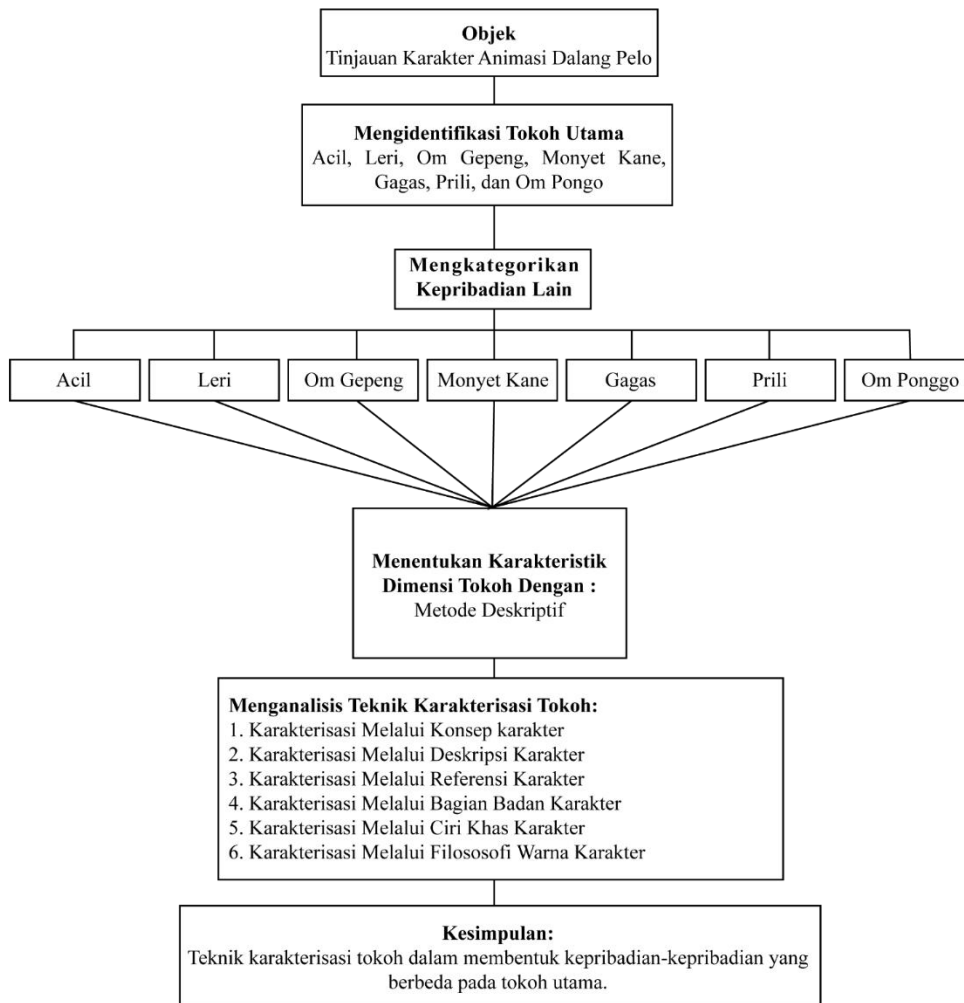 Objek
Tinjauan Karakter Animasi Dalang Pelo
Mengidentifikasi Tokoh Utama
Acil, Leri, Om Gepeng, Monyet Kane,
Gagas, Prili, dan Om Pongo
Mengkategorikan
Kepribadian Lain
Acil
Leri
Om Gepeng
Monyet Kane
Gagas
Prili
Om Ponggo
Menentukan Karakteristik
Dimensi Tokoh Dengan :
Metode Deskriptif
Menganalisis Teknik Karakterisasi Tokoh:
1. Karakterisasi Melalui Konsep karakter
2. Karakterisasi Melalui Deskripsi Karakter
3. Karakterisasi Melalui Referensi Karakter
4. Karakterisasi Melalui Bagian Badan Karakter
5. Karakterisasi Melalui Ciri Khas Karakter
6. Karakterisasi Melalui Filososofi Warna Karakter
Kesimpulan:
Teknik karakterisasi tokoh dalam membentuk kepribadian-kepribadian yang
berbeda pada tokoh utama.